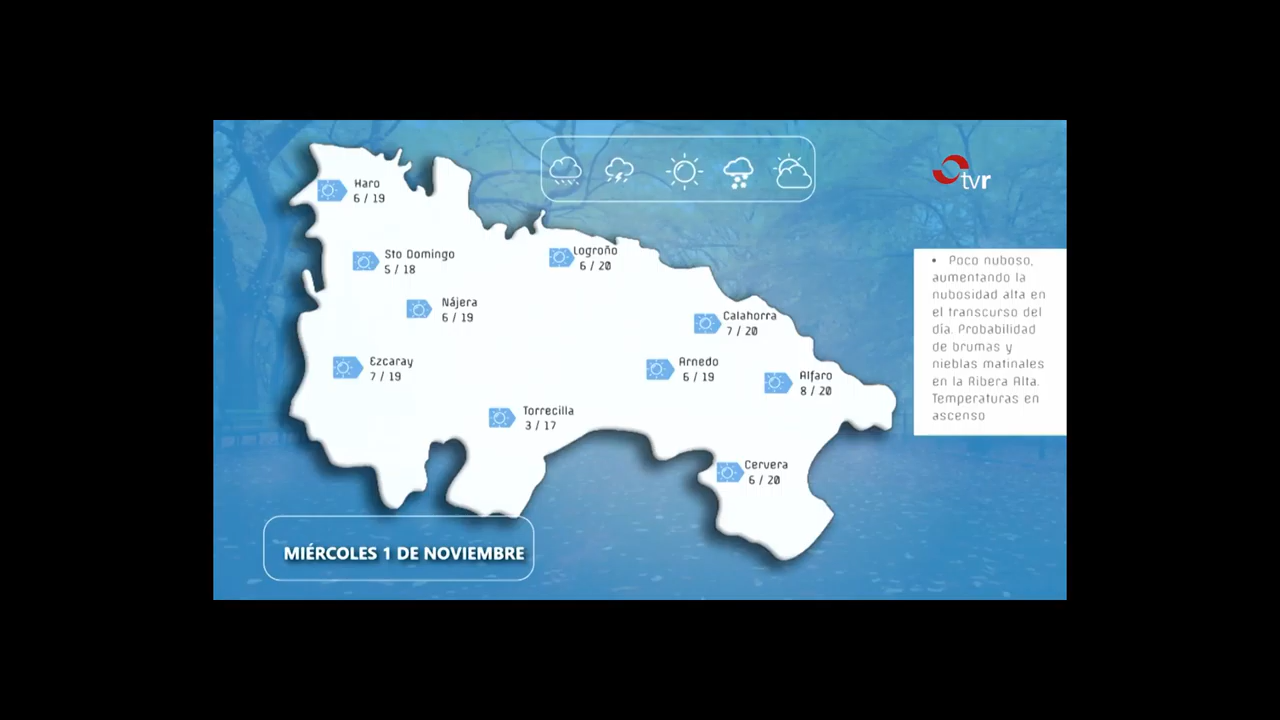 tvr
Haro
6 / 19
Sto Domingo
5 / 18
Logroño
6 / 20
Nájera
6 / 19
Calahorra
7 / 20
Ezcaray
7 / 19
Arnedo
6 / 19
Alfaro
8 / 20
Torrecilla
3 / 17
Cervera
6 / 20
• Poco nuboso,
aumentando la
nubosidad alta en
el transcurso del
día. Probabilidad
de brumas y
nieblas matinales
en la Ribera Alta.
Temperaturas en
ascenso
MIÉRCOLES 1 DE NOVIEMBRE